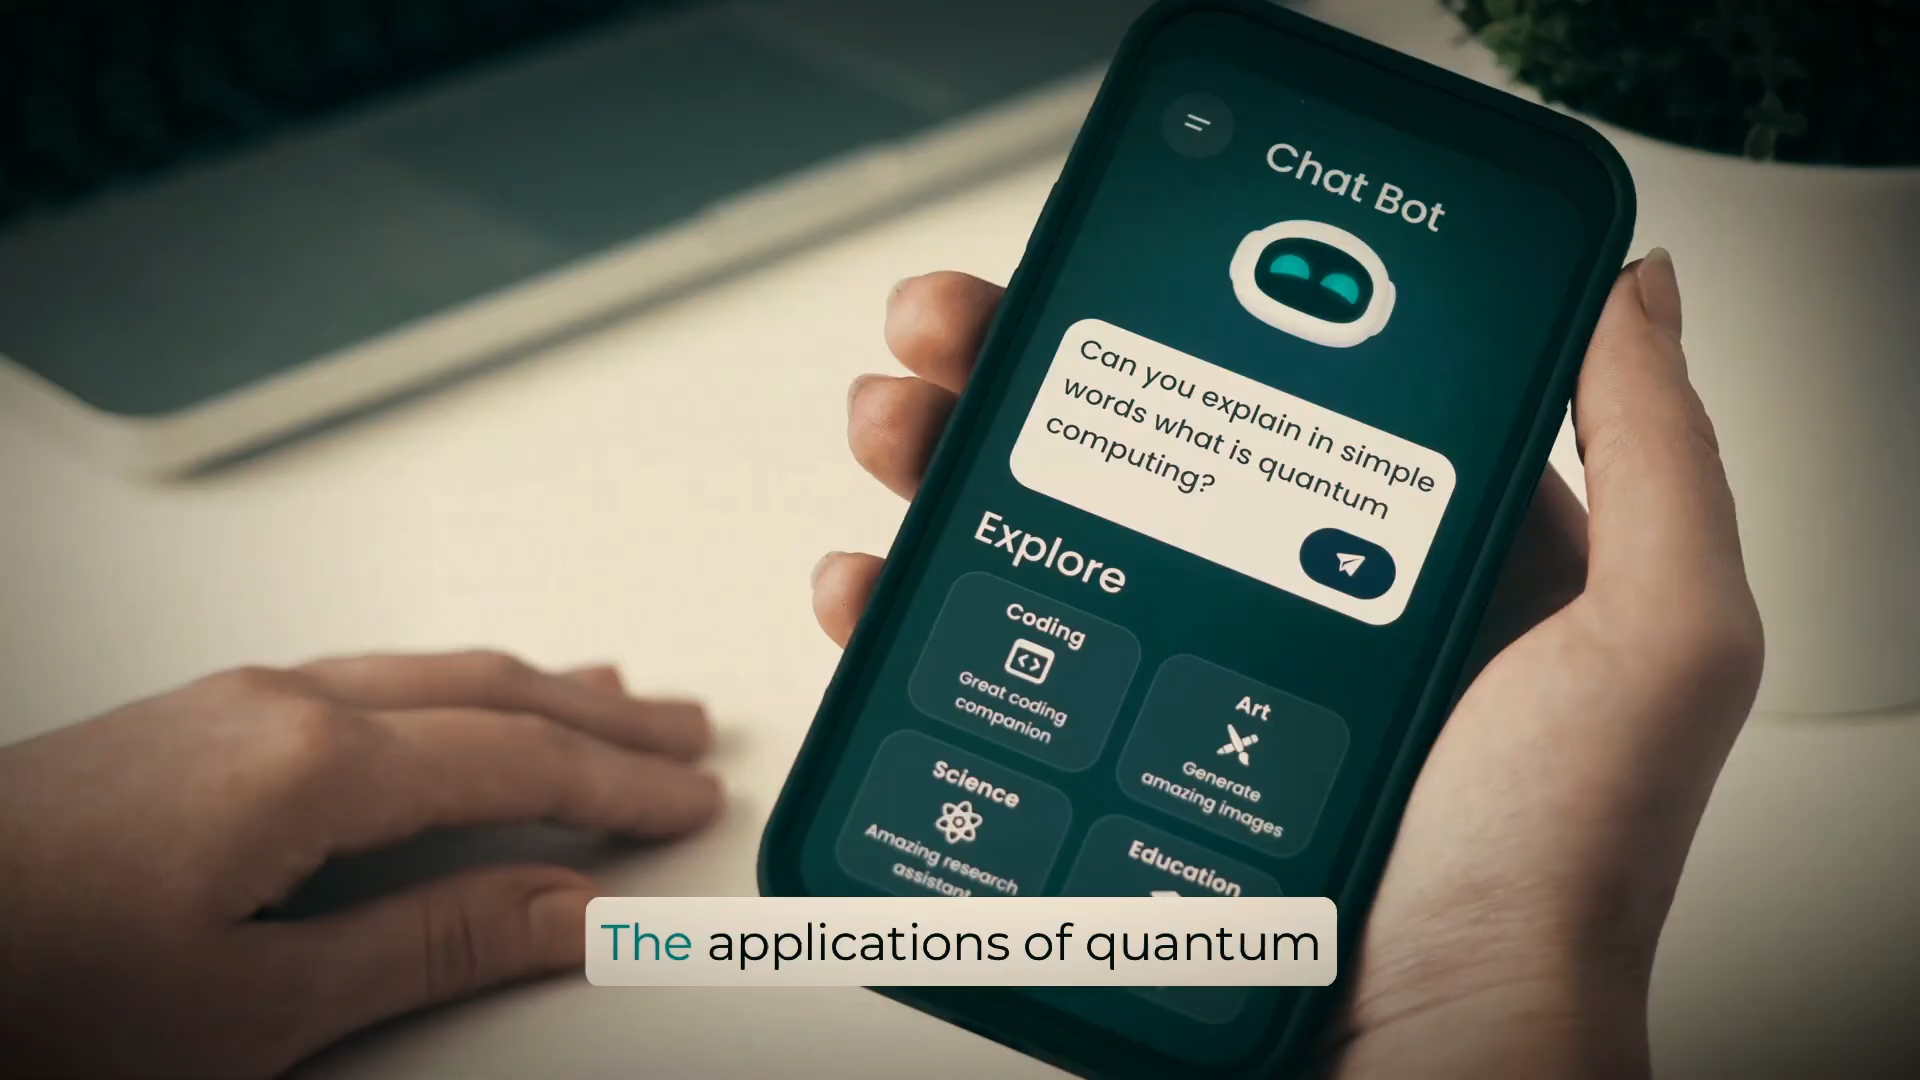 Chat Bot
Can you explain in simple
words what is quantum
computing?
Explore
Coding
Great coding
companion
Art
Generate
amazing images
Science
Amazing research
assistant
Education
The applications of quantum